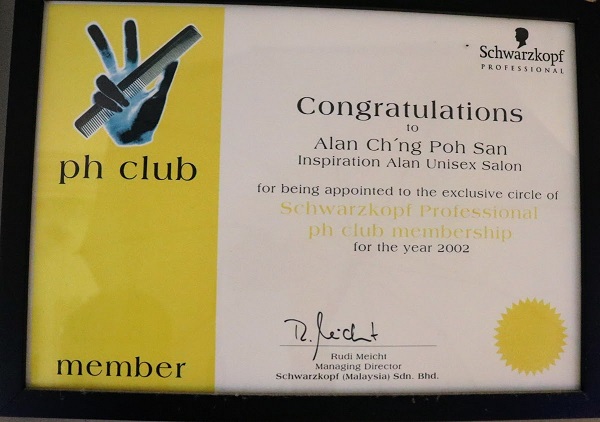 Schwarzkopf
PROFESSIONAL
ph club
Congratulations
to
Alan Ch'ng Poh San
Inspiration Alan Unisex Salon
for being appointed to the exclusive circle of
Schwarzkopf Professional
ph club membership
for the year 2002
R. Meicht
Rudi Meicht
Managing Director
Schwarzkopf (Malaysia) Sdn. Bhd.
member